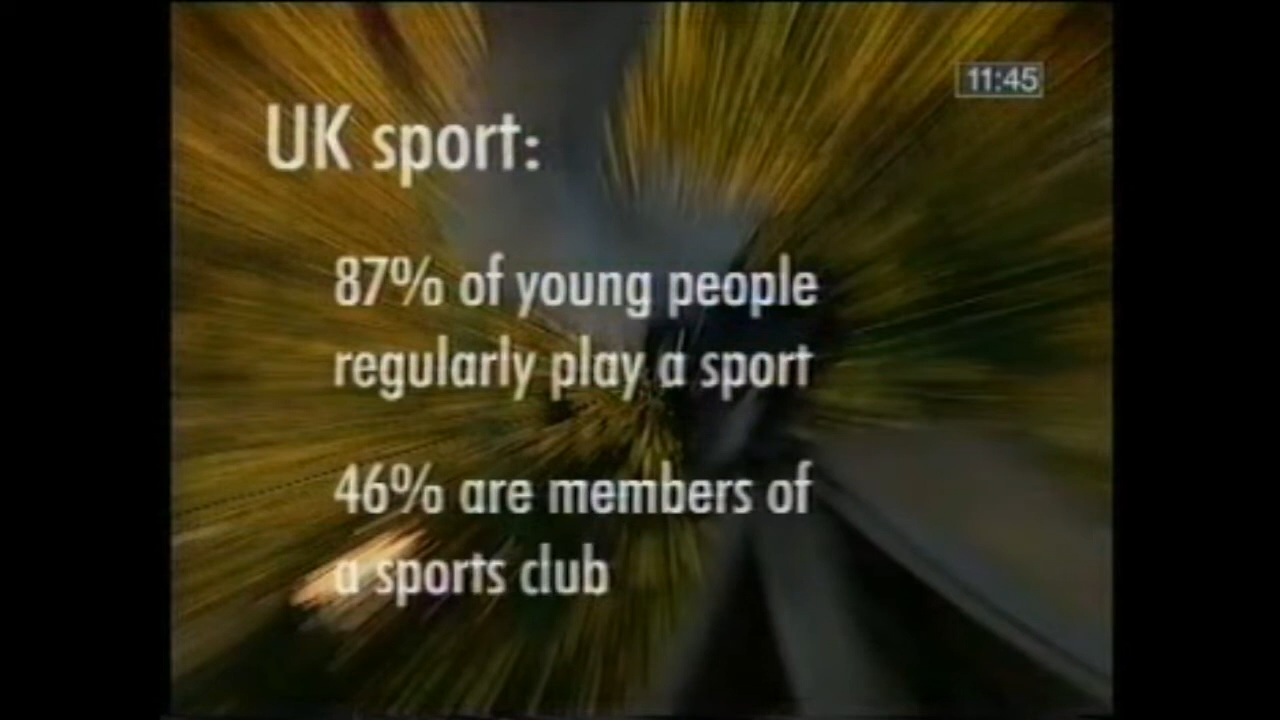 11:45
UK sport:
87% of young people
regularly play a sport
46% are members of
a sports club